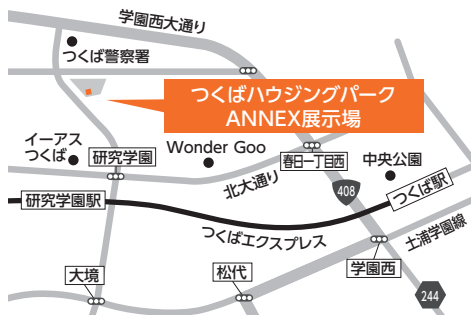 学園西大通り
つくば警察署
つくばハウジングパーク
ANNEX展示場
イーアス
つくば
研究学園
Wonder Goo
春日一丁目西
中央公園
北大通り
408
つくば駅
研究学園駅
つくばエクスプレス
土浦学園線
大境
松代
学園西
244